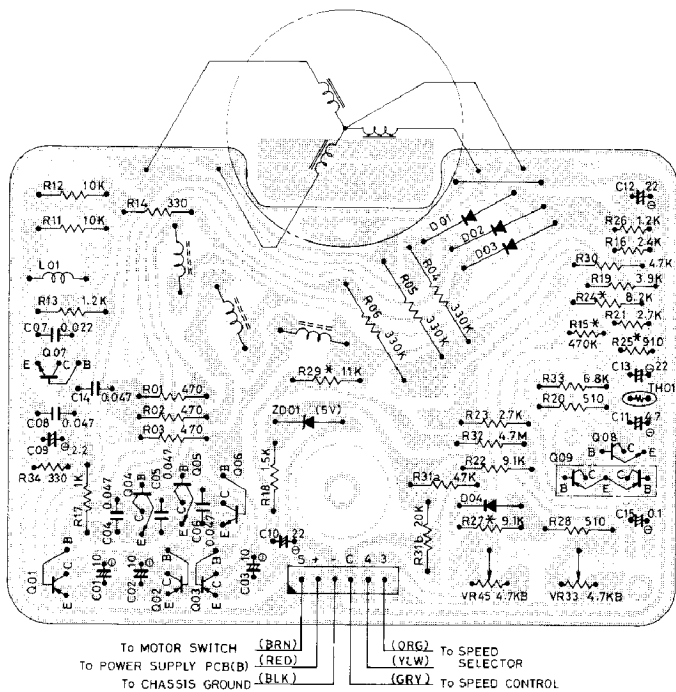 R12 10K
R14 330
R11 10K
L01
R13 1.2K
C07 0.022
Q07
E C B
C14 0.047
C08 0.047
C09 2.2
R34 330
R17 1K
R01 470
R02 470
R03 470
D01
D02
D03
R04 330K
R05 330K
R06 330K
R29* 11K
ZD01 (5V)
R18 1.5K
C12 22
R26 1.2K
R16 2.4K
R30 4.7K
R19 3.9K
R24* 8.2K
R21 2.7K
R15* 470K
R25* 910
C13 22
R33 6.8K
TH01
R20 510
C11 4.7
R23 2.7K
R32 4.7M
Q08
B C E
R22 9.1K
Q09
B C E C B
R31a 47K
D04
R27* 9.1K
R28 510
C15 0.1
R31b 20K
VR45 4.7KB
VR33 4.7KB
Q04
B C E
C04 0.047
C05 0.047
Q05
B C E
C06 0.047
Q06
B C E
C10 22
Q01
B C E
C01 10
C02 10
Q02
B C E
Q03
B C E
C03 10
S + - C 4 3
To MOTOR SWITCH (BRN)
To POWER SUPPLY PCB(B) (RED)
To CHASSIS GROUND (BLK)
(ORG) To SPEED
(YLW) SELECTOR
(GRY) To SPEED CONTROL